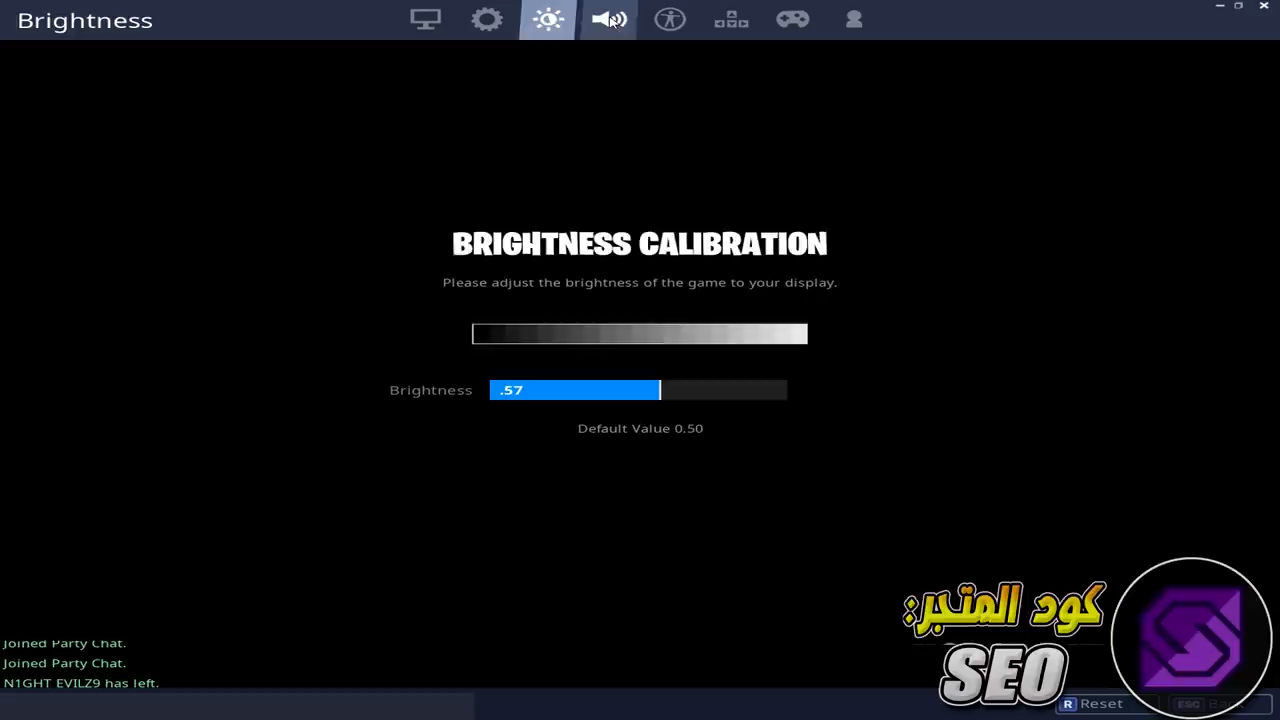 Brightness
BRIGHTNESS CALIBRATION
Please adjust the brightness of the game to your display.
Brightness
.57
Default Value 0.50
Joined Party Chat.
Joined Party Chat.
N1GHT EVILZ9 has left.
كود المتجر:
SEO
R Reset
ESC